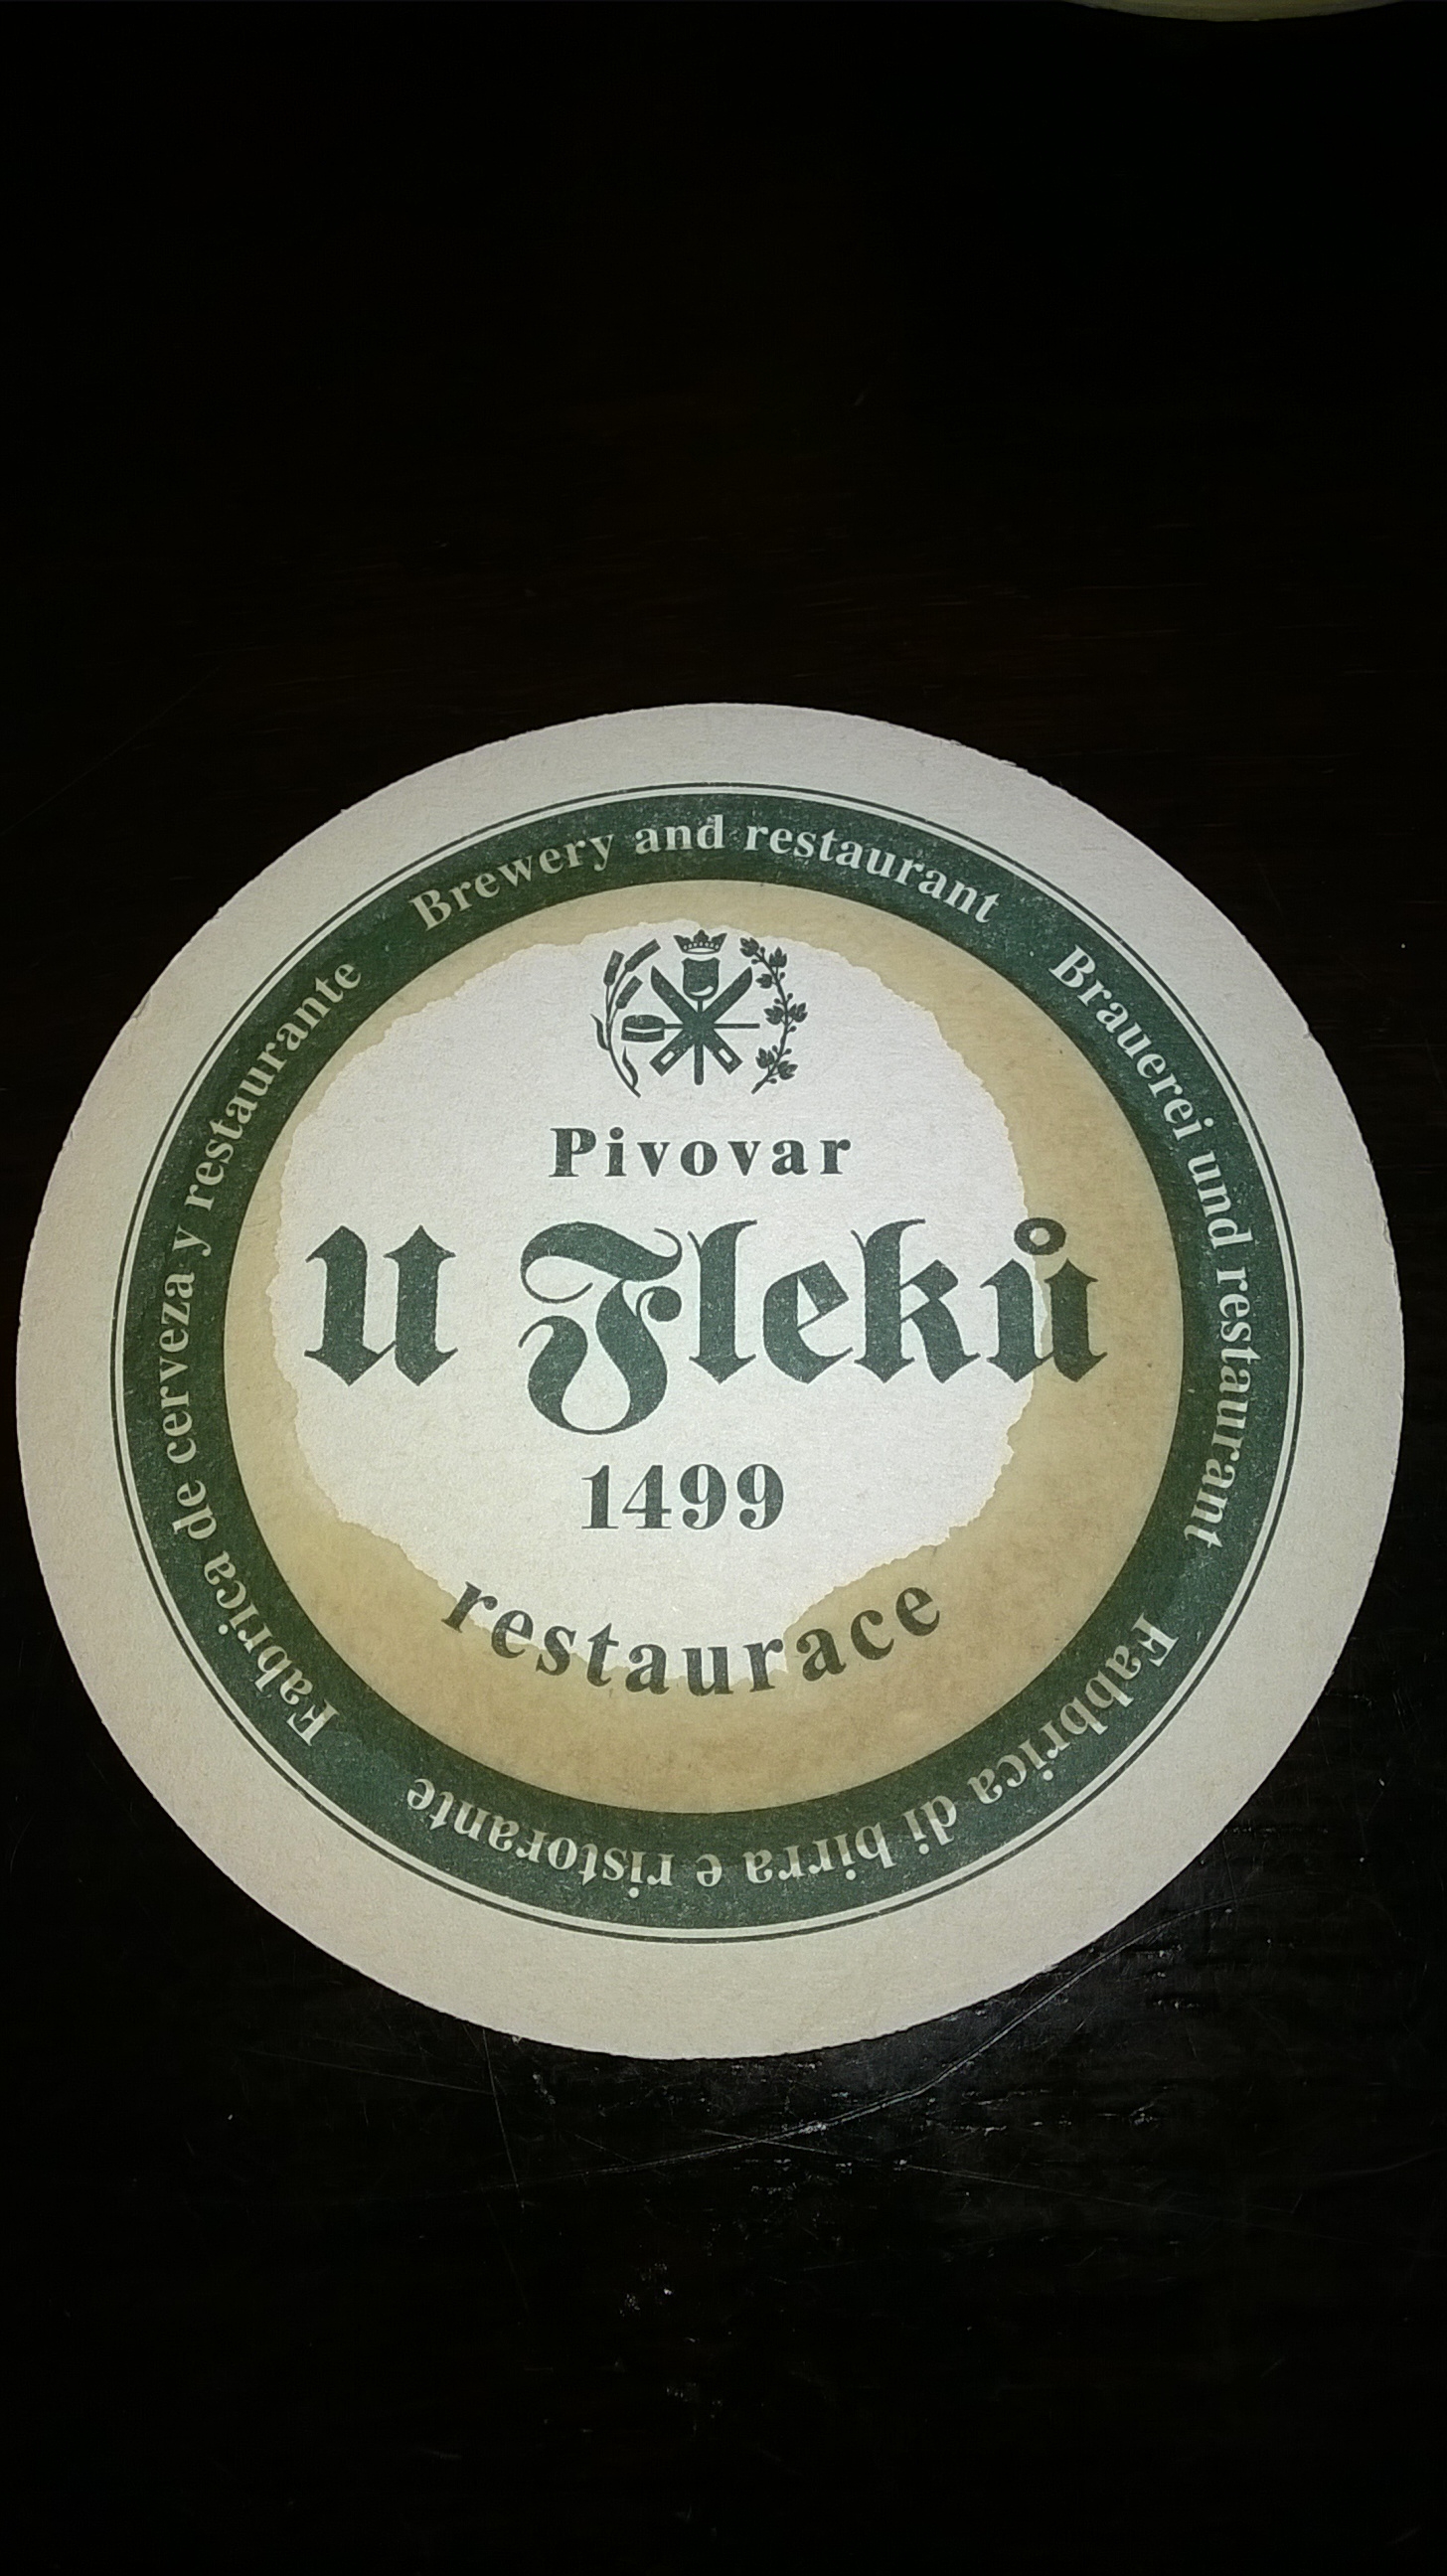 Pivovar
U Fleků
1499
restaurace
Brewery and restaurant
Brauerei und restaurant
Fabbrica di birra e ristorante
Fabrica de cerveza y restaurante